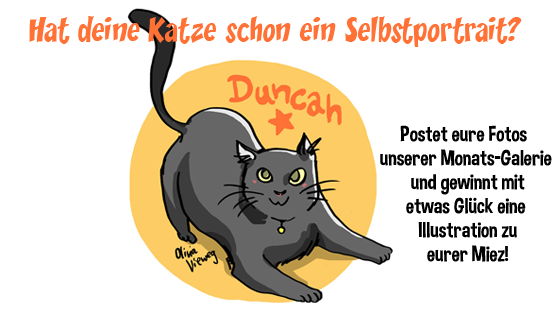 Hat deine Katze schon ein Selbstportrait?
Duncan
Postet eure Fotos
unserer Monats-Galerie
und gewinnt mit
etwas Glück eine
Illustration zu
eurer Miez!
Olivia
Vieweg